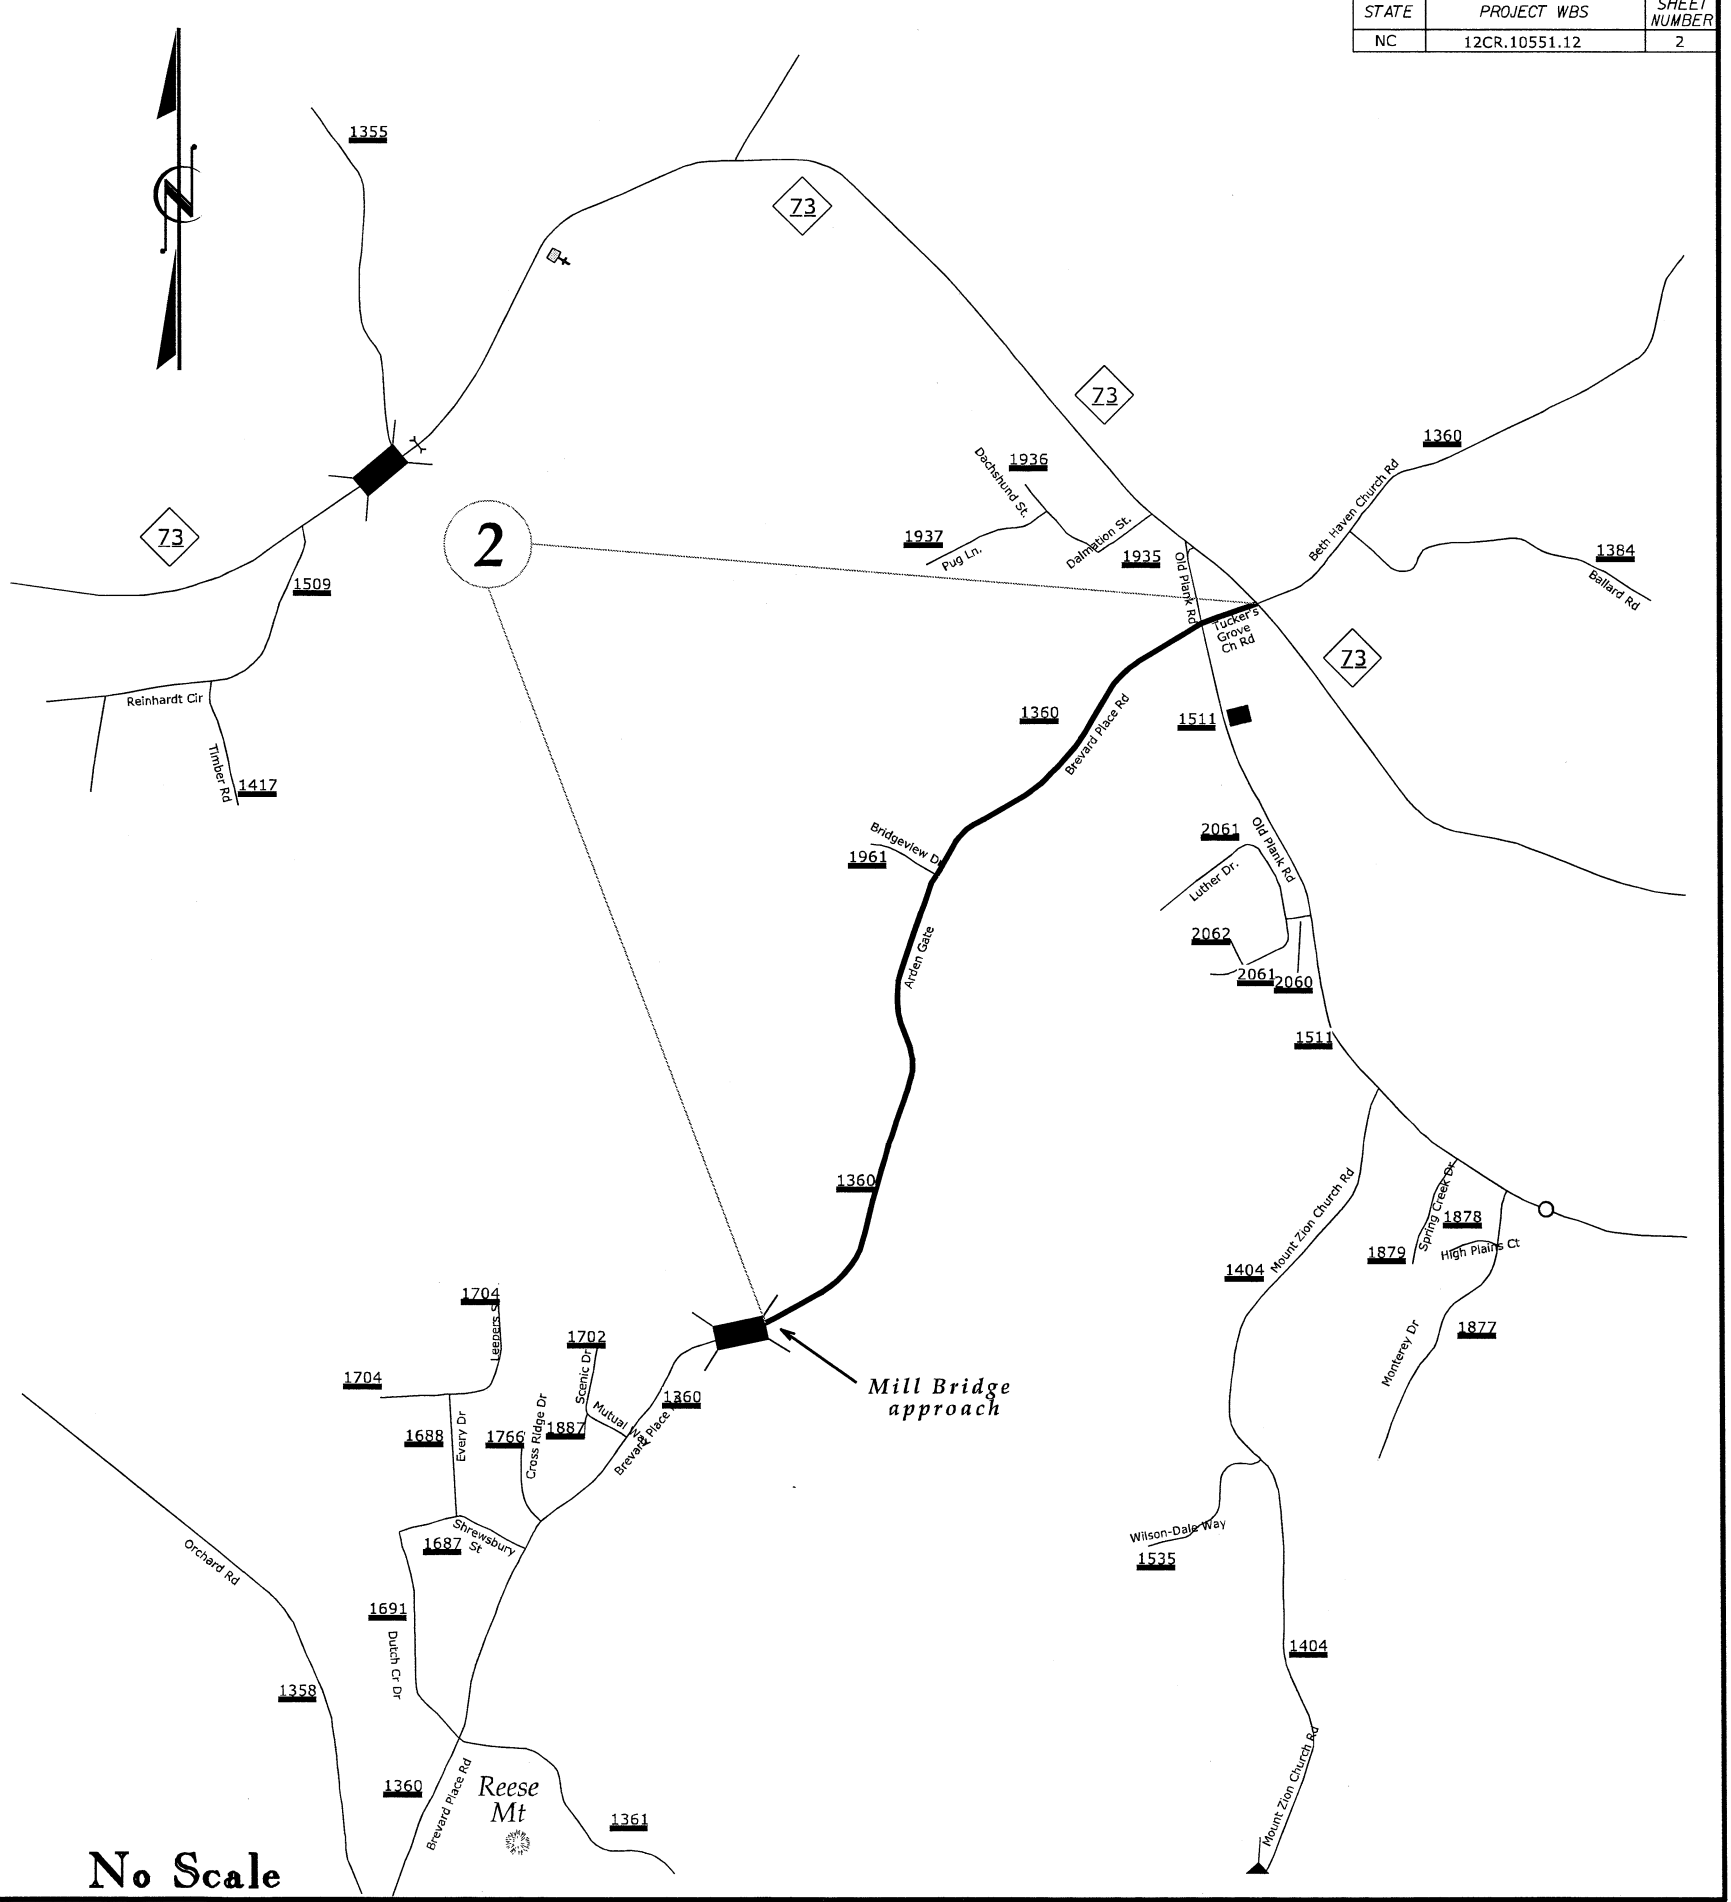 STATE PROJECT WBS SHEET NUMBER
NC 12CR.10551.12 2
N
1355
73
73
1360
1936
Dachshund St.
Beth Haven Church Rd
73
2
1937
Pug Ln.
Dalmation St.
1935
Old Plank Rd
1384
Ballard Rd
1509
Tucker's
Grove
Ch Rd
73
Reinhardt Cir
1360
Brevard Place Rd
1511
Timber Rd
1417
Bridgeview Dr
1961
2061
Old Plank Rd
Luther Dr.
Arden Gate
2062
2061
2060
1511
1360
Mount Zion Church Rd
Spring Creek Dr
1878
High Plains Ct
1879
1404
1704
Leepers S
1702
1877
Monterey Dr
1704
Scenic Dr
Mill Bridge
approach
1360
Mutual Way
Cross Ridge Dr
1887
Brevard Place R
1688
Every Dr
1766
Shrewsbury
St
1687
Wilson-Dale Way
1535
Orchard Rd
1691
Dutch Cr Dr
1404
1358
Mount Zion Church Rd
1360
Brevard Place Rd
Reese
Mt
1361
No Scale